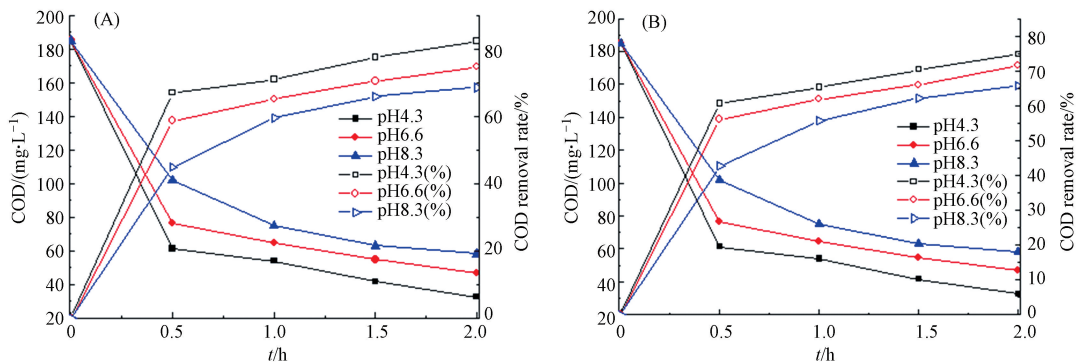 (A)
COD/(mg·L⁻¹)
200
180
160
140
120
100
80
60
40
20
0
0.5
1.0
1.5
2.0
t/h
80
60
40
20
0
COD removal rate/%
pH4.3
pH6.6
pH8.3
pH4.3(%)
pH6.6(%)
pH8.3(%)
(B)
COD/(mg·L⁻¹)
200
180
160
140
120
100
80
60
40
20
0
0.5
1.0
1.5
2.0
t/h
80
70
60
50
40
30
20
10
0
COD removal rate/%
pH4.3
pH6.6
pH8.3
pH4.3(%)
pH6.6(%)
pH8.3(%)